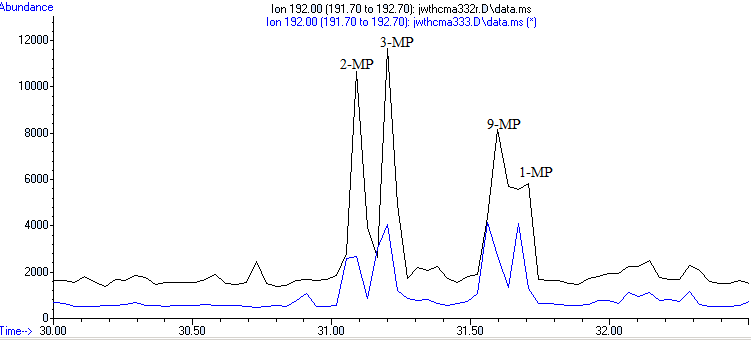 Abundance
Ion 192.00 (191.70 to 192.70): jwthcma332r.D\data.ms
Ion 192.00 (191.70 to 192.70): jwthcma333.D\data.ms (*)
12000
3-MP
2-MP
10000
8000
9-MP
1-MP
6000
4000
2000
0
Time--> 30.00 30.50 31.00 31.50 32.00